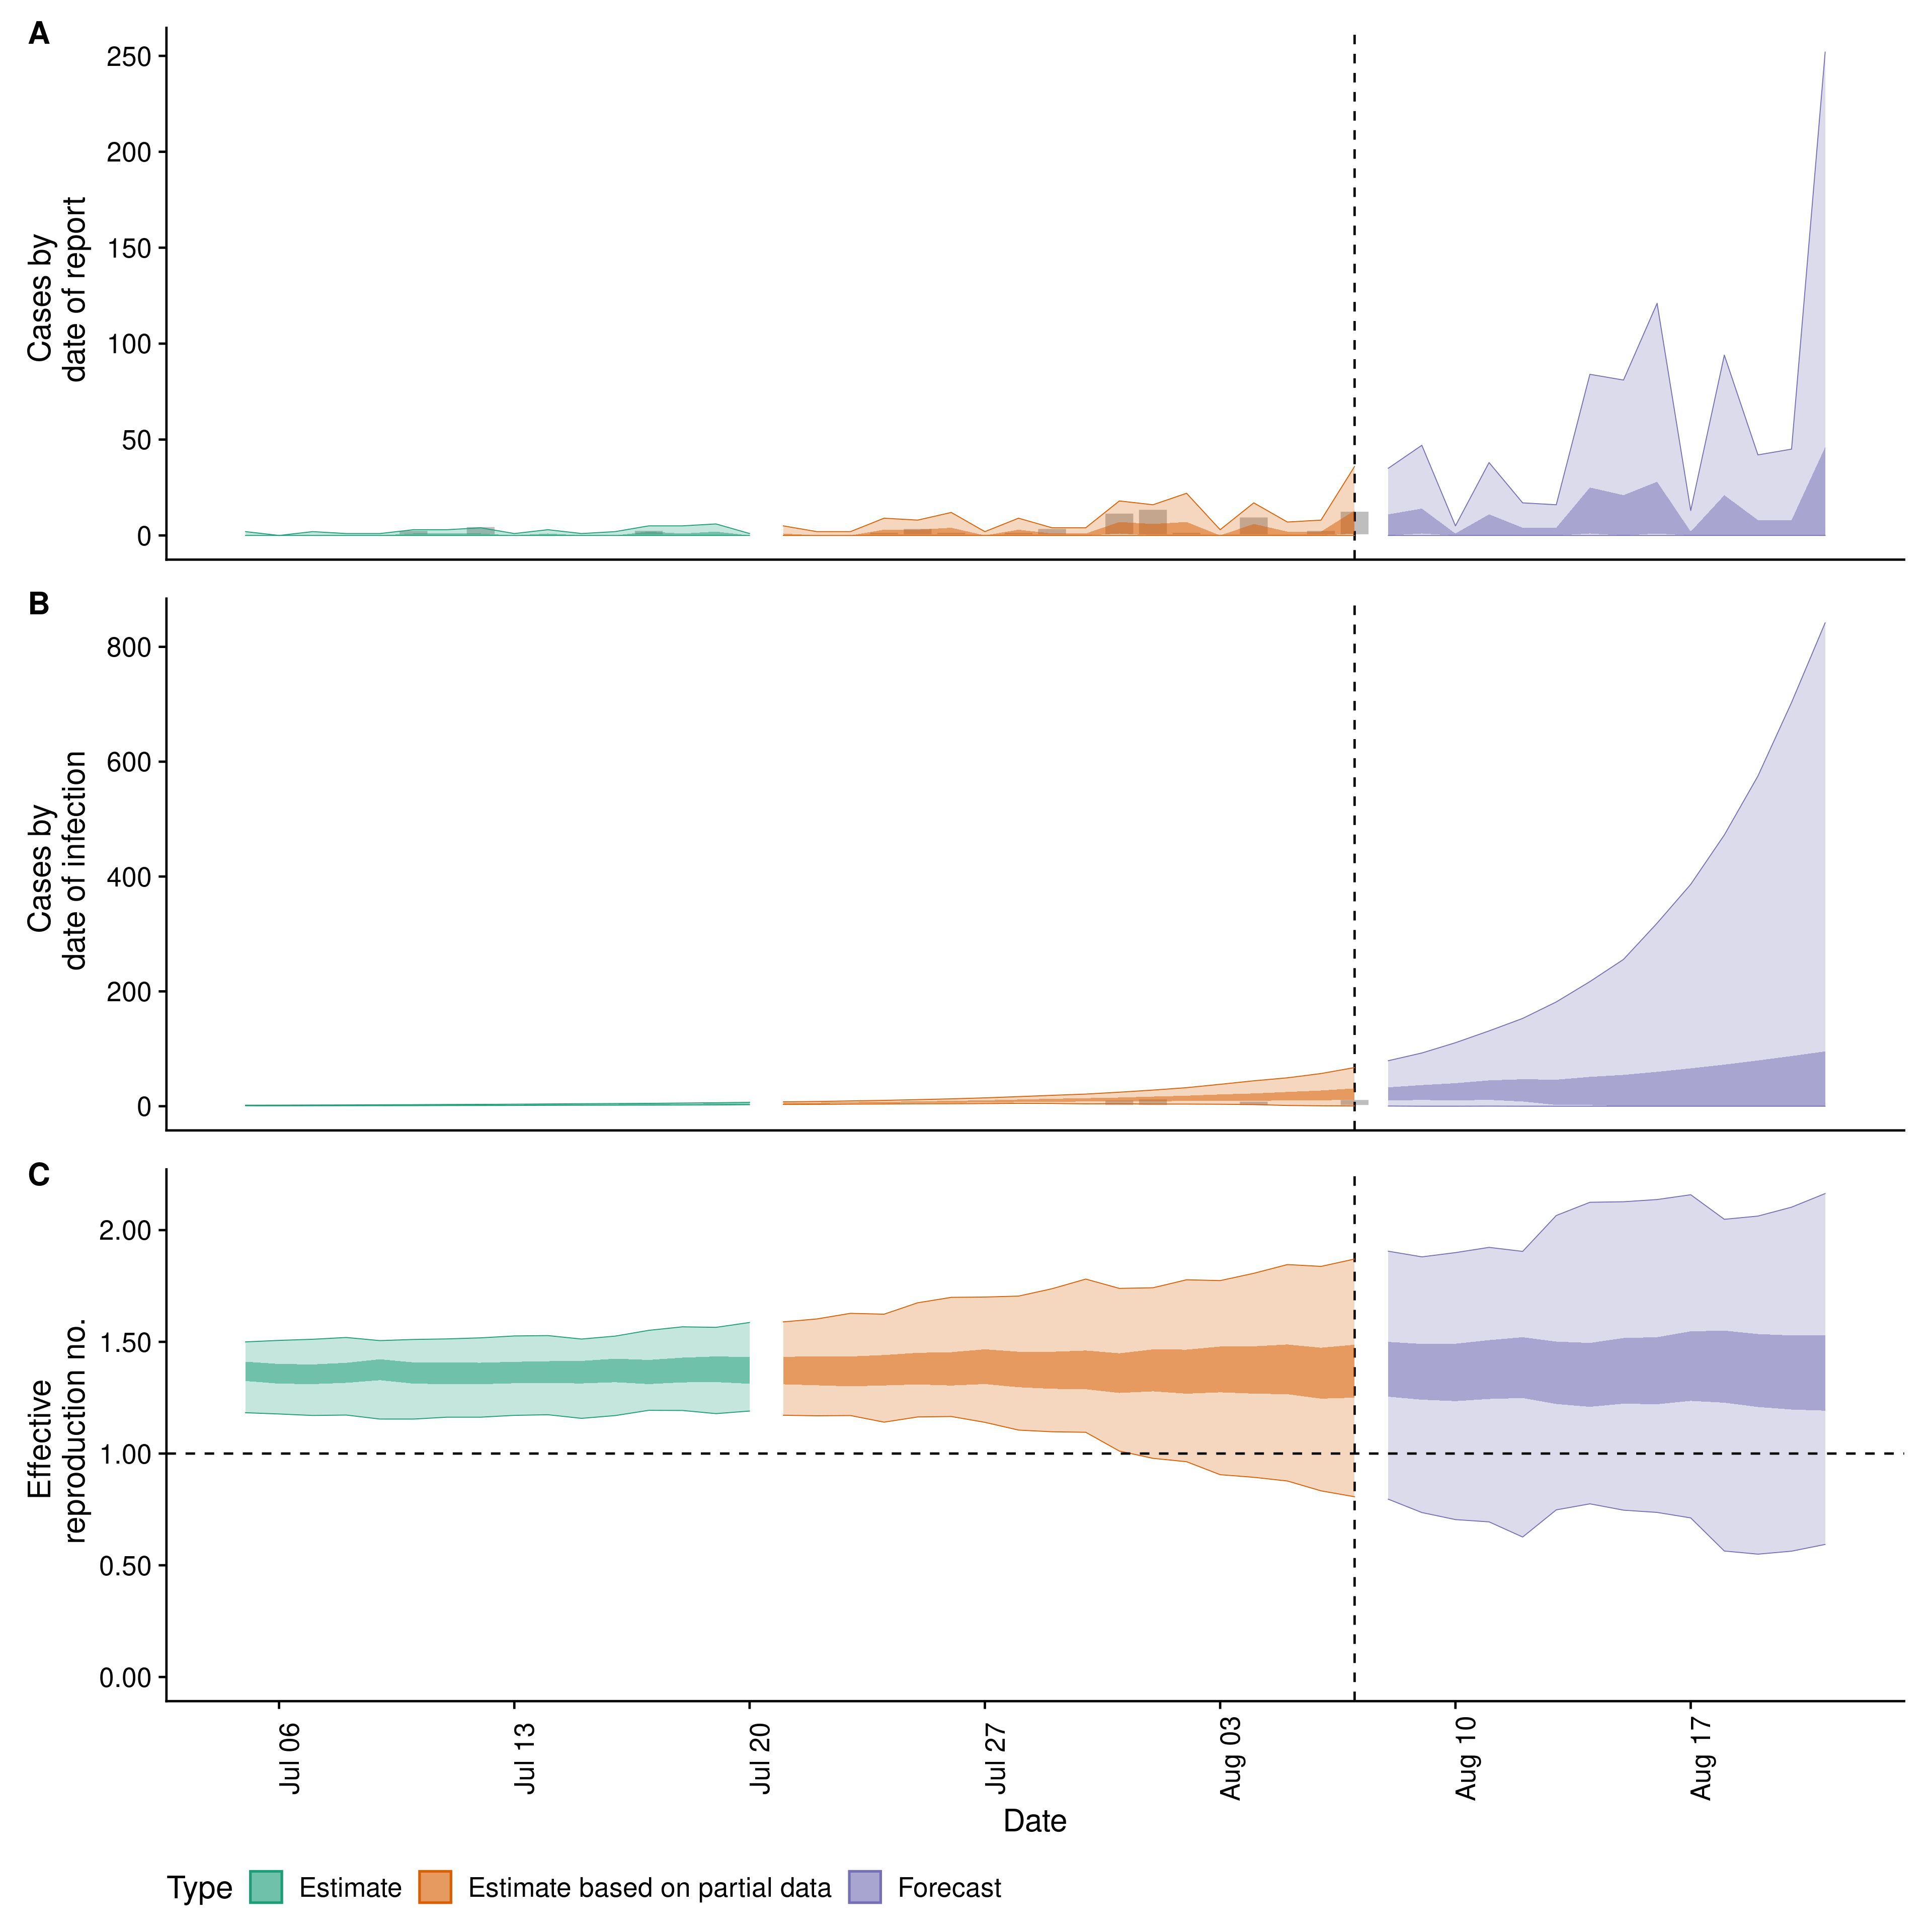 A
Cases by
date of report
250
200
150
100
50
0
B
Cases by
date of infection
800
600
400
200
0
C
Effective
reproduction no.
2.00
1.50
1.00
0.50
0.00
Jul 06
Jul 13
Jul 20
Jul 27
Aug 03
Aug 10
Aug 17
Date
Type Estimate Estimate based on partial data Forecast